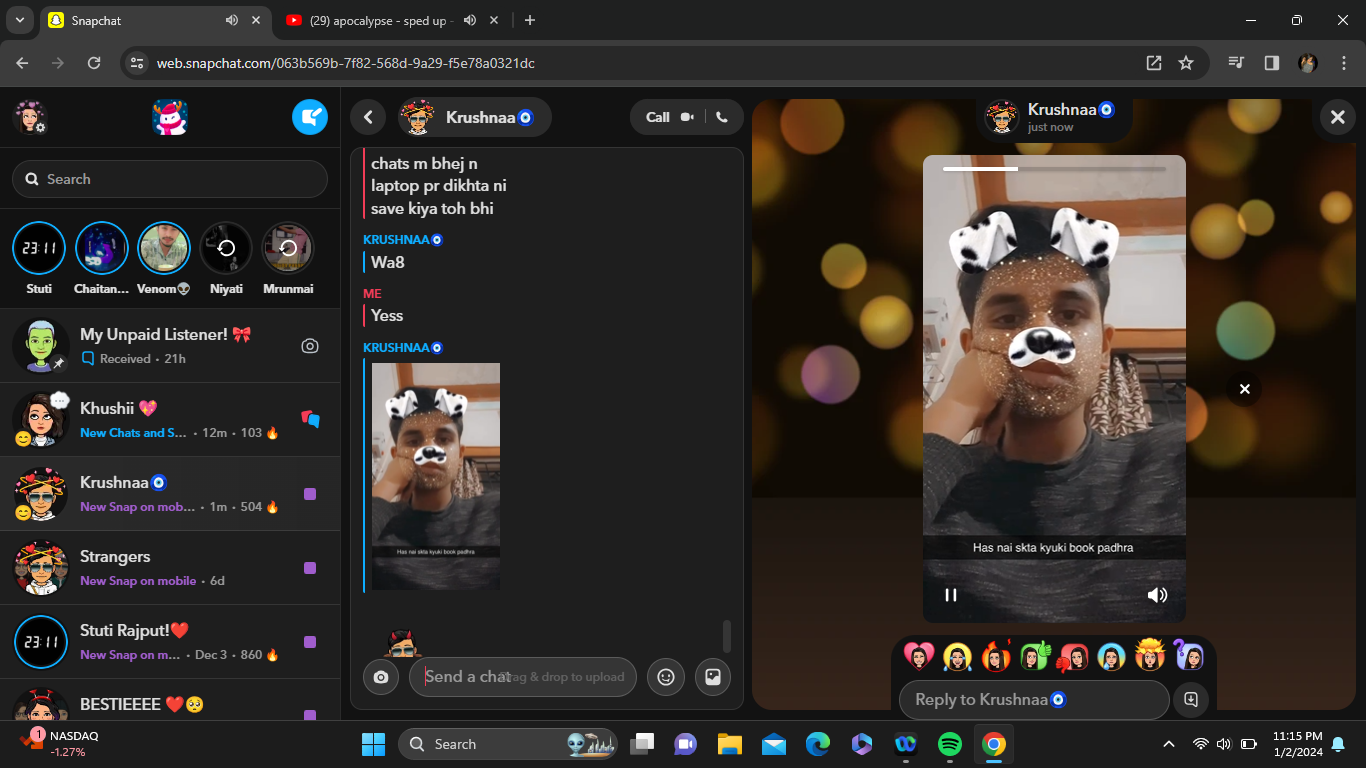 Snapchat
(29) apocalypse - sped up -
web.snapchat.com/063b569b-7f82-568d-9a29-f5e78a0321dc
Search
23:11
Stuti
Chaitan...
Venom👽
Niyati
Mrunmai
My Unpaid Listener! 🎀
Received · 21h
Khushii 💖
New Chats and S... · 12m · 103 🔥
Krushnaa🧿
New Snap on mob... · 1m · 504 🔥
Strangers
New Snap on mobile · 6d
23:11
Stuti Rajput!❤️
New Snap on m... · Dec 3 · 860 🔥
BESTIEEEE ❤️🥺
Krushnaa🧿
Call
chats m bhej n
laptop pr dikhta ni
save kiya toh bhi
KRUSHNAA🧿
Wa8
ME
Yess
KRUSHNAA🧿
Has nai skta kyuki book padhra
Send a chat
Drag & drop to upload
Krushnaa🧿
just now
Has nai skta kyuki book padhra
Reply to Krushnaa🧿
1
NASDAQ
-1.27%
Search
11:15 PM
1/2/2024